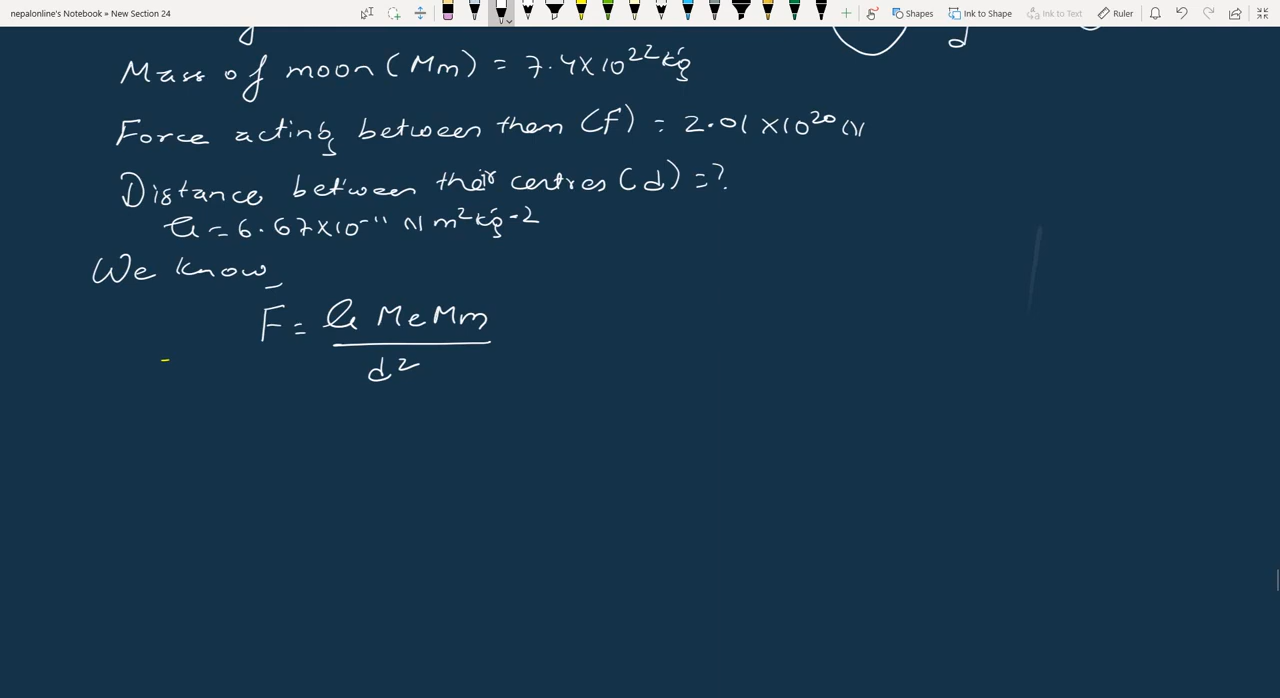 nepalonline's Notebook » New Section 24
Shapes Ink to Shape Ink to Text Ruler
d
Mass of moon (Mm) = 7.4×10²² kg
Force acting between them (F) = 2.01×10²⁰ N
Distance between their centres (d) = ?
G = 6.67×10⁻¹¹ Nm²kg-2
We know,
F = G MeMm
d²